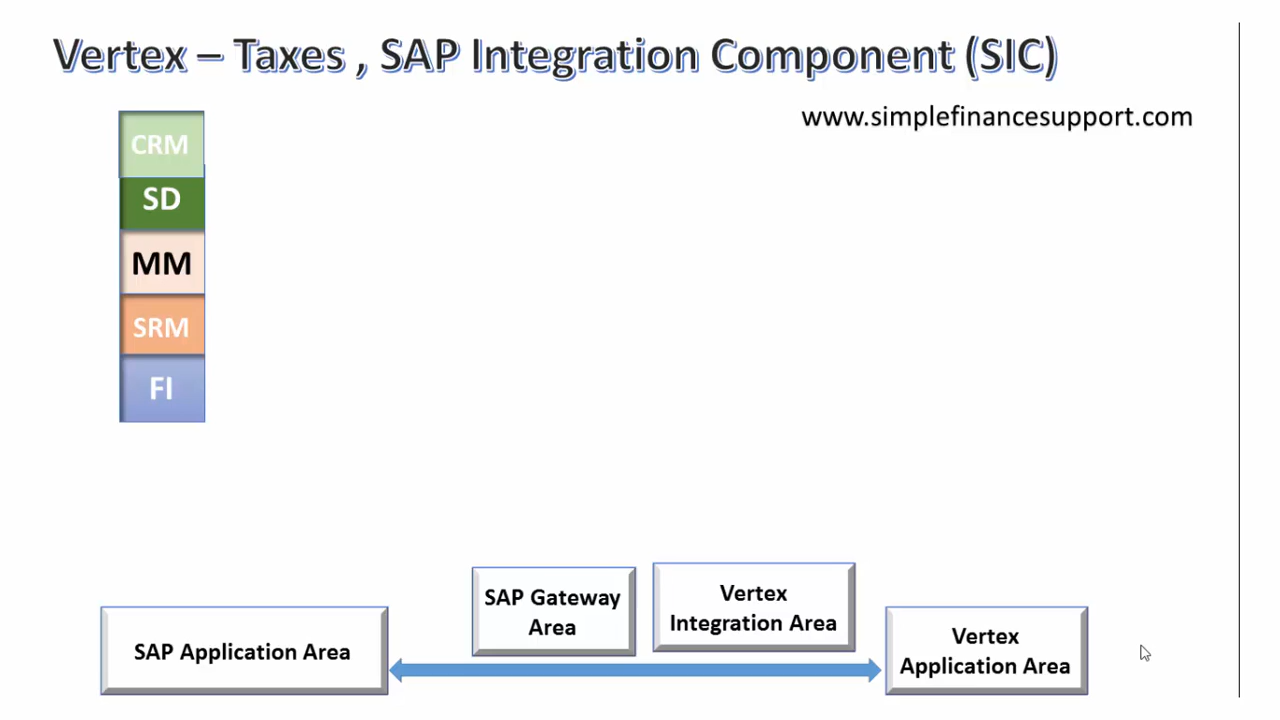 Vertex – Taxes , SAP Integration Component (SIC)
www.simplefinancesupport.com
CRM
SD
MM
SRM
FI
SAP Gateway
Area
Vertex
Integration Area
SAP Application Area
Vertex
Application Area